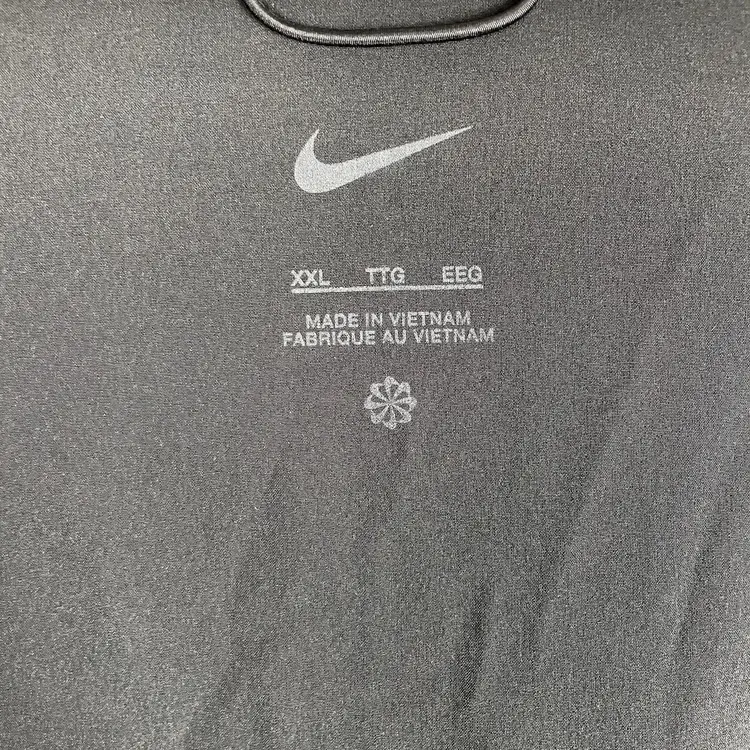 XXL TTG EEG
MADE IN VIETNAM
FABRIQUE AU VIETNAM